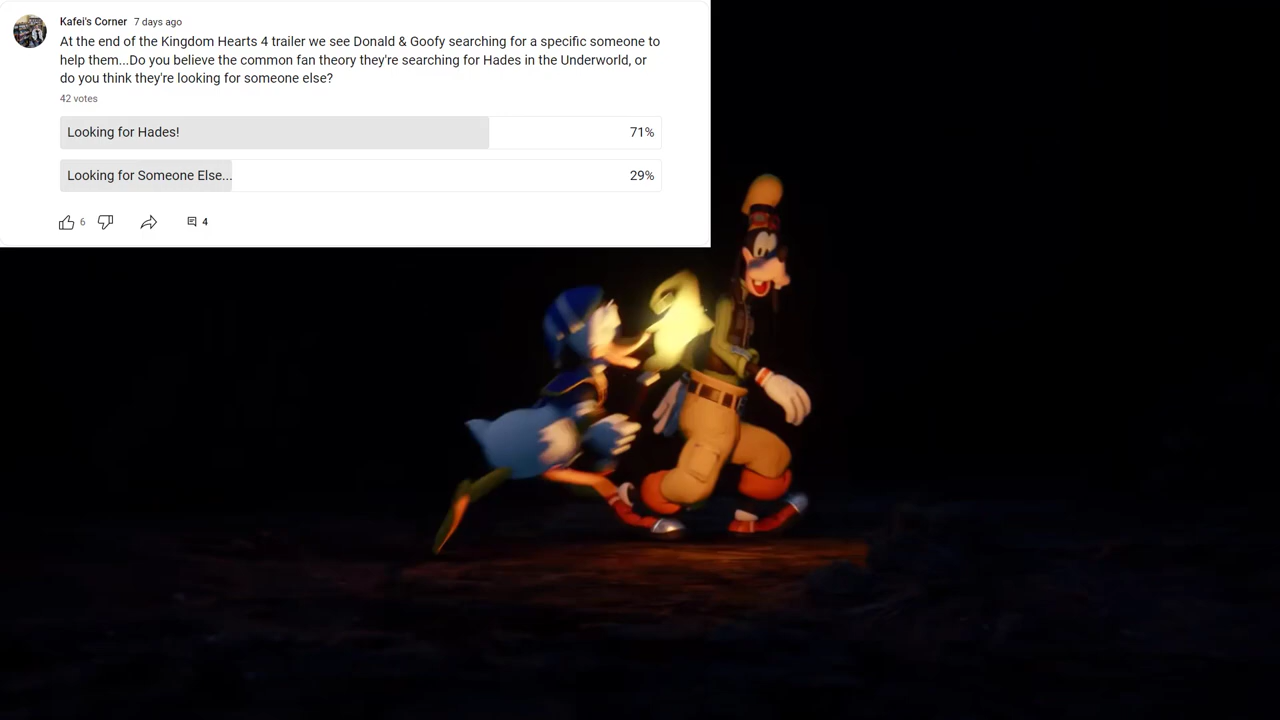 Kafei's Corner 7 days ago
At the end of the Kingdom Hearts 4 trailer we see Donald & Goofy searching for a specific someone to
help them...Do you believe the common fan theory they're searching for Hades in the Underworld, or
do you think they're looking for someone else?
42 votes
Looking for Hades! 71%
Looking for Someone Else... 29%
6 4